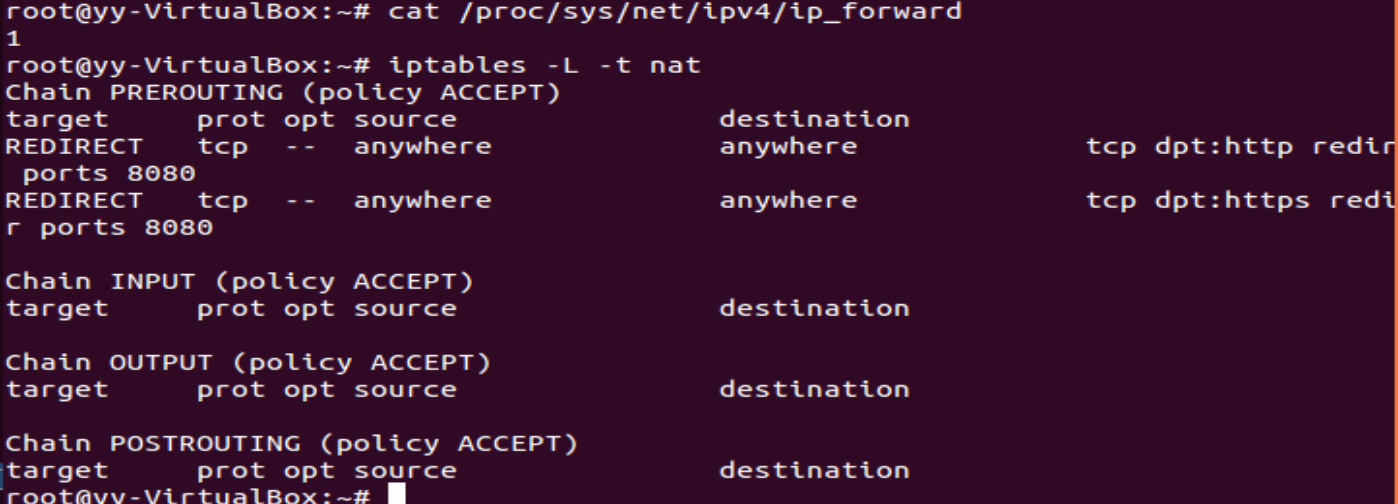 root@yy-VirtualBox:~# cat /proc/sys/net/ipv4/ip_forward
1
root@yy-VirtualBox:~# iptables -L -t nat
Chain PREROUTING (policy ACCEPT)
target     prot opt source               destination
REDIRECT   tcp  --  anywhere             anywhere             tcp dpt:http redir
 ports 8080
REDIRECT   tcp  --  anywhere             anywhere             tcp dpt:https redi
r ports 8080

Chain INPUT (policy ACCEPT)
target     prot opt source               destination

Chain OUTPUT (policy ACCEPT)
target     prot opt source               destination

Chain POSTROUTING (policy ACCEPT)
target     prot opt source               destination
root@yy-VirtualBox:~#